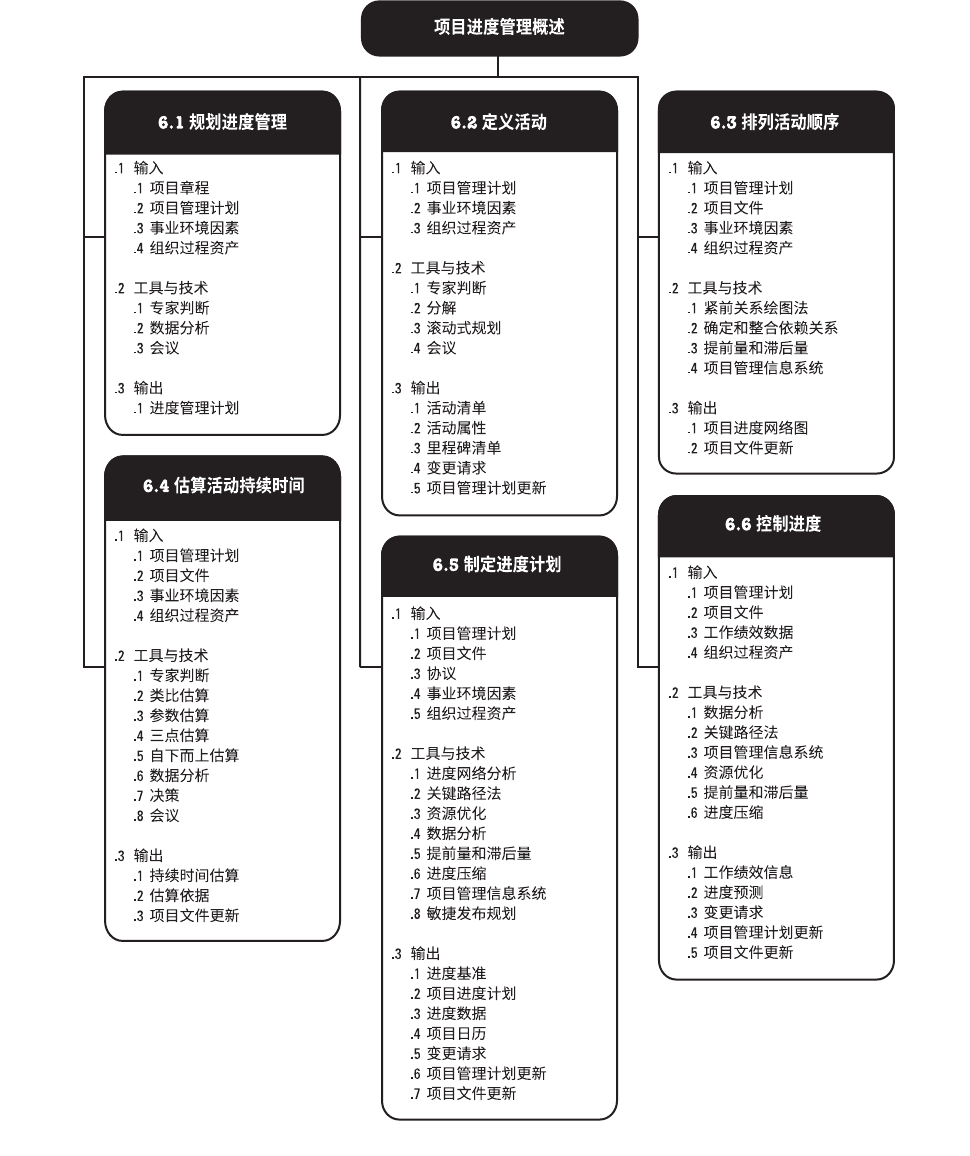 项目进度管理概述
6.1 规划进度管理
.1 输入
.1 项目章程
.2 项目管理计划
.3 事业环境因素
.4 组织过程资产
.2 工具与技术
.1 专家判断
.2 数据分析
.3 会议
.3 输出
.1 进度管理计划
6.2 定义活动
.1 输入
.1 项目管理计划
.2 事业环境因素
.3 组织过程资产
.2 工具与技术
.1 专家判断
.2 分解
.3 滚动式规划
.4 会议
.3 输出
.1 活动清单
.2 活动属性
.3 里程碑清单
.4 变更请求
.5 项目管理计划更新
6.3 排列活动顺序
.1 输入
.1 项目管理计划
.2 项目文件
.3 事业环境因素
.4 组织过程资产
.2 工具与技术
.1 紧前关系绘图法
.2 确定和整合依赖关系
.3 提前量和滞后量
.4 项目管理信息系统
.3 输出
.1 项目进度网络图
.2 项目文件更新
6.4 估算活动持续时间
.1 输入
.1 项目管理计划
.2 项目文件
.3 事业环境因素
.4 组织过程资产
.2 工具与技术
.1 专家判断
.2 类比估算
.3 参数估算
.4 三点估算
.5 自下而上估算
.6 数据分析
.7 决策
.8 会议
.3 输出
.1 持续时间估算
.2 估算依据
.3 项目文件更新
6.5 制定进度计划
.1 输入
.1 项目管理计划
.2 项目文件
.3 协议
.4 事业环境因素
.5 组织过程资产
.2 工具与技术
.1 进度网络分析
.2 关键路径法
.3 资源优化
.4 数据分析
.5 提前量和滞后量
.6 进度压缩
.7 项目管理信息系统
.8 敏捷发布规划
.3 输出
.1 进度基准
.2 项目进度计划
.3 进度数据
.4 项目日历
.5 变更请求
.6 项目管理计划更新
.7 项目文件更新
6.6 控制进度
.1 输入
.1 项目管理计划
.2 项目文件
.3 工作绩效数据
.4 组织过程资产
.2 工具与技术
.1 数据分析
.2 关键路径法
.3 项目管理信息系统
.4 资源优化
.5 提前量和滞后量
.6 进度压缩
.3 输出
.1 工作绩效信息
.2 进度预测
.3 变更请求
.4 项目管理计划更新
.5 项目文件更新